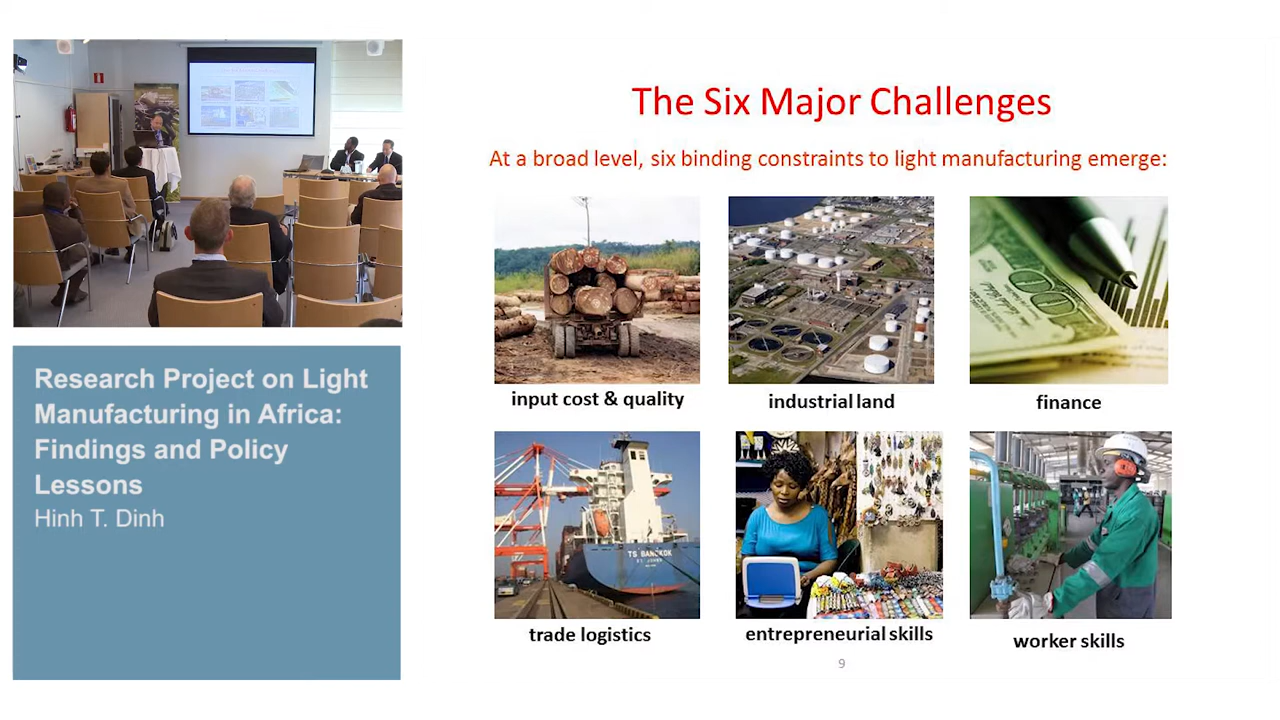 The Six Major Challenges
At a broad level, six binding constraints to light manufacturing emerge:
input cost & quality
industrial land
finance
TS BANGKOK
trade logistics
entrepreneurial skills
worker skills
9
Research Project on Light
Manufacturing in Africa:
Findings and Policy
Lessons
Hinh T. Dinh